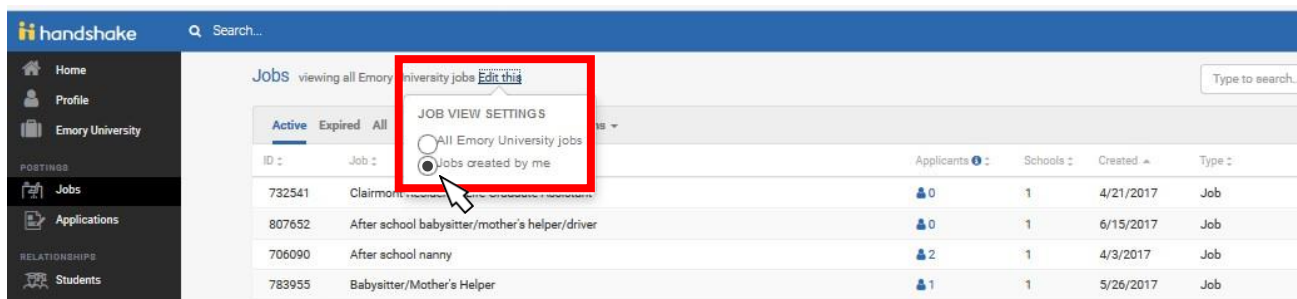 handshake Search...
Home
Profile
Emory University
POSTINGS
Jobs
Applications
RELATIONSHIPS
Students
Jobs viewing all Emory University jobs Edit this
Type to search..
JOB VIEW SETTINGS
All Emory University jobs
Jobs created by me
Active Expired All
ID Job Applicants Schools Created Type
732541 Clairmont Graduate Assistant 0 1 4/21/2017 Job
807652 After school babysitter/mother's helper/driver 0 1 6/15/2017 Job
706090 After school nanny 2 1 4/3/2017 Job
783955 Babysitter/Mother's Helper 1 1 5/26/2017 Job